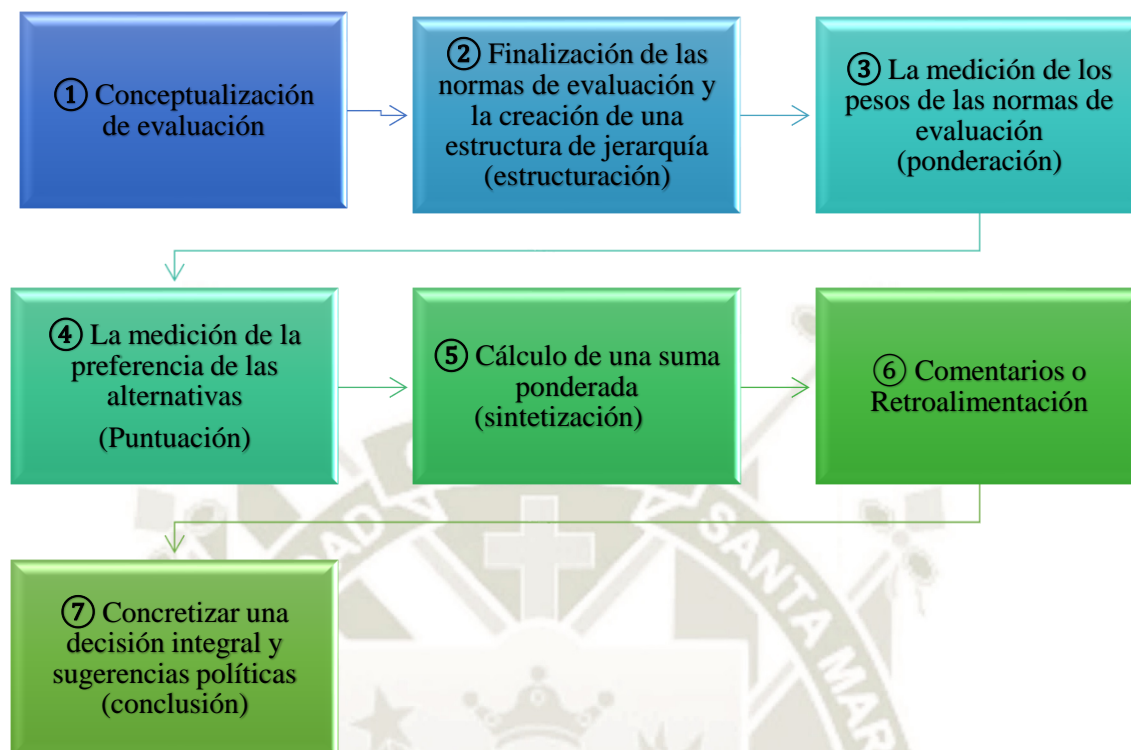 ① Conceptualización
de evaluación
② Finalización de las
normas de evaluación y
la creación de una
estructura de jerarquía
(estructuración)
③ La medición de los
pesos de las normas de
evaluación
(ponderación)
④ La medición de la
preferencia de las
alternativas
(Puntuación)
⑤ Cálculo de una suma
ponderada
(sintetización)
⑥ Comentarios o
Retroalimentación
⑦ Concretizar una
decisión integral y
sugerencias políticas
(conclusión)
DAD
SANTA MAR